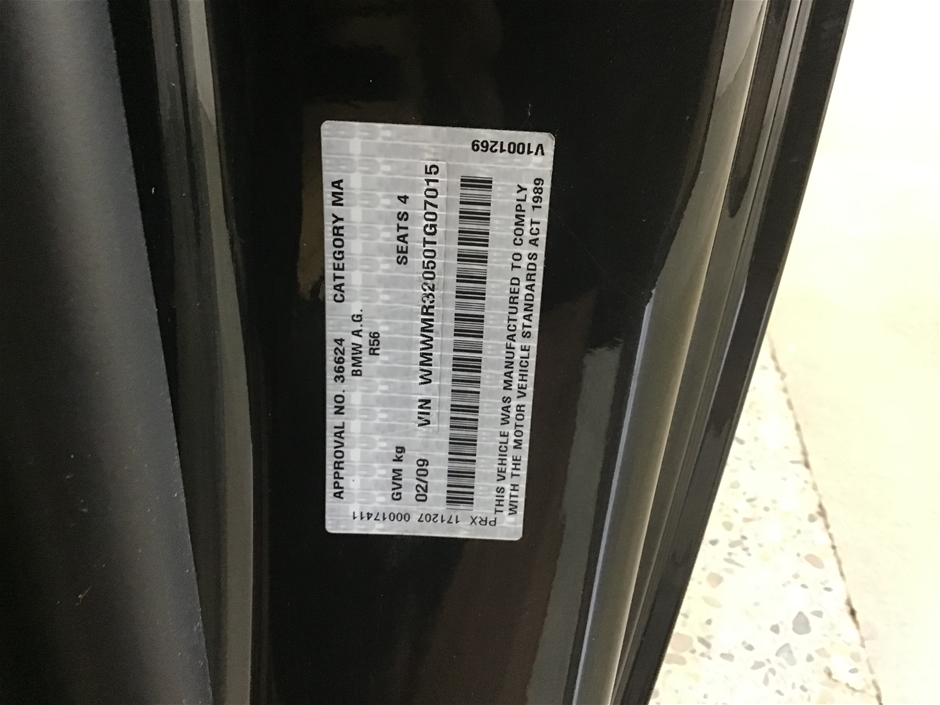 APPROVAL NO. 36624 CATEGORY MA
BMW A.G.
R56
GVM kg SEATS 4
02/09 VIN WMWMR32050TG07015
THIS VEHICLE WAS MANUFACTURED TO COMPLY
WITH THE MOTOR VEHICLE STANDARDS ACT 1989
PRX 171207 00017411
V1001269